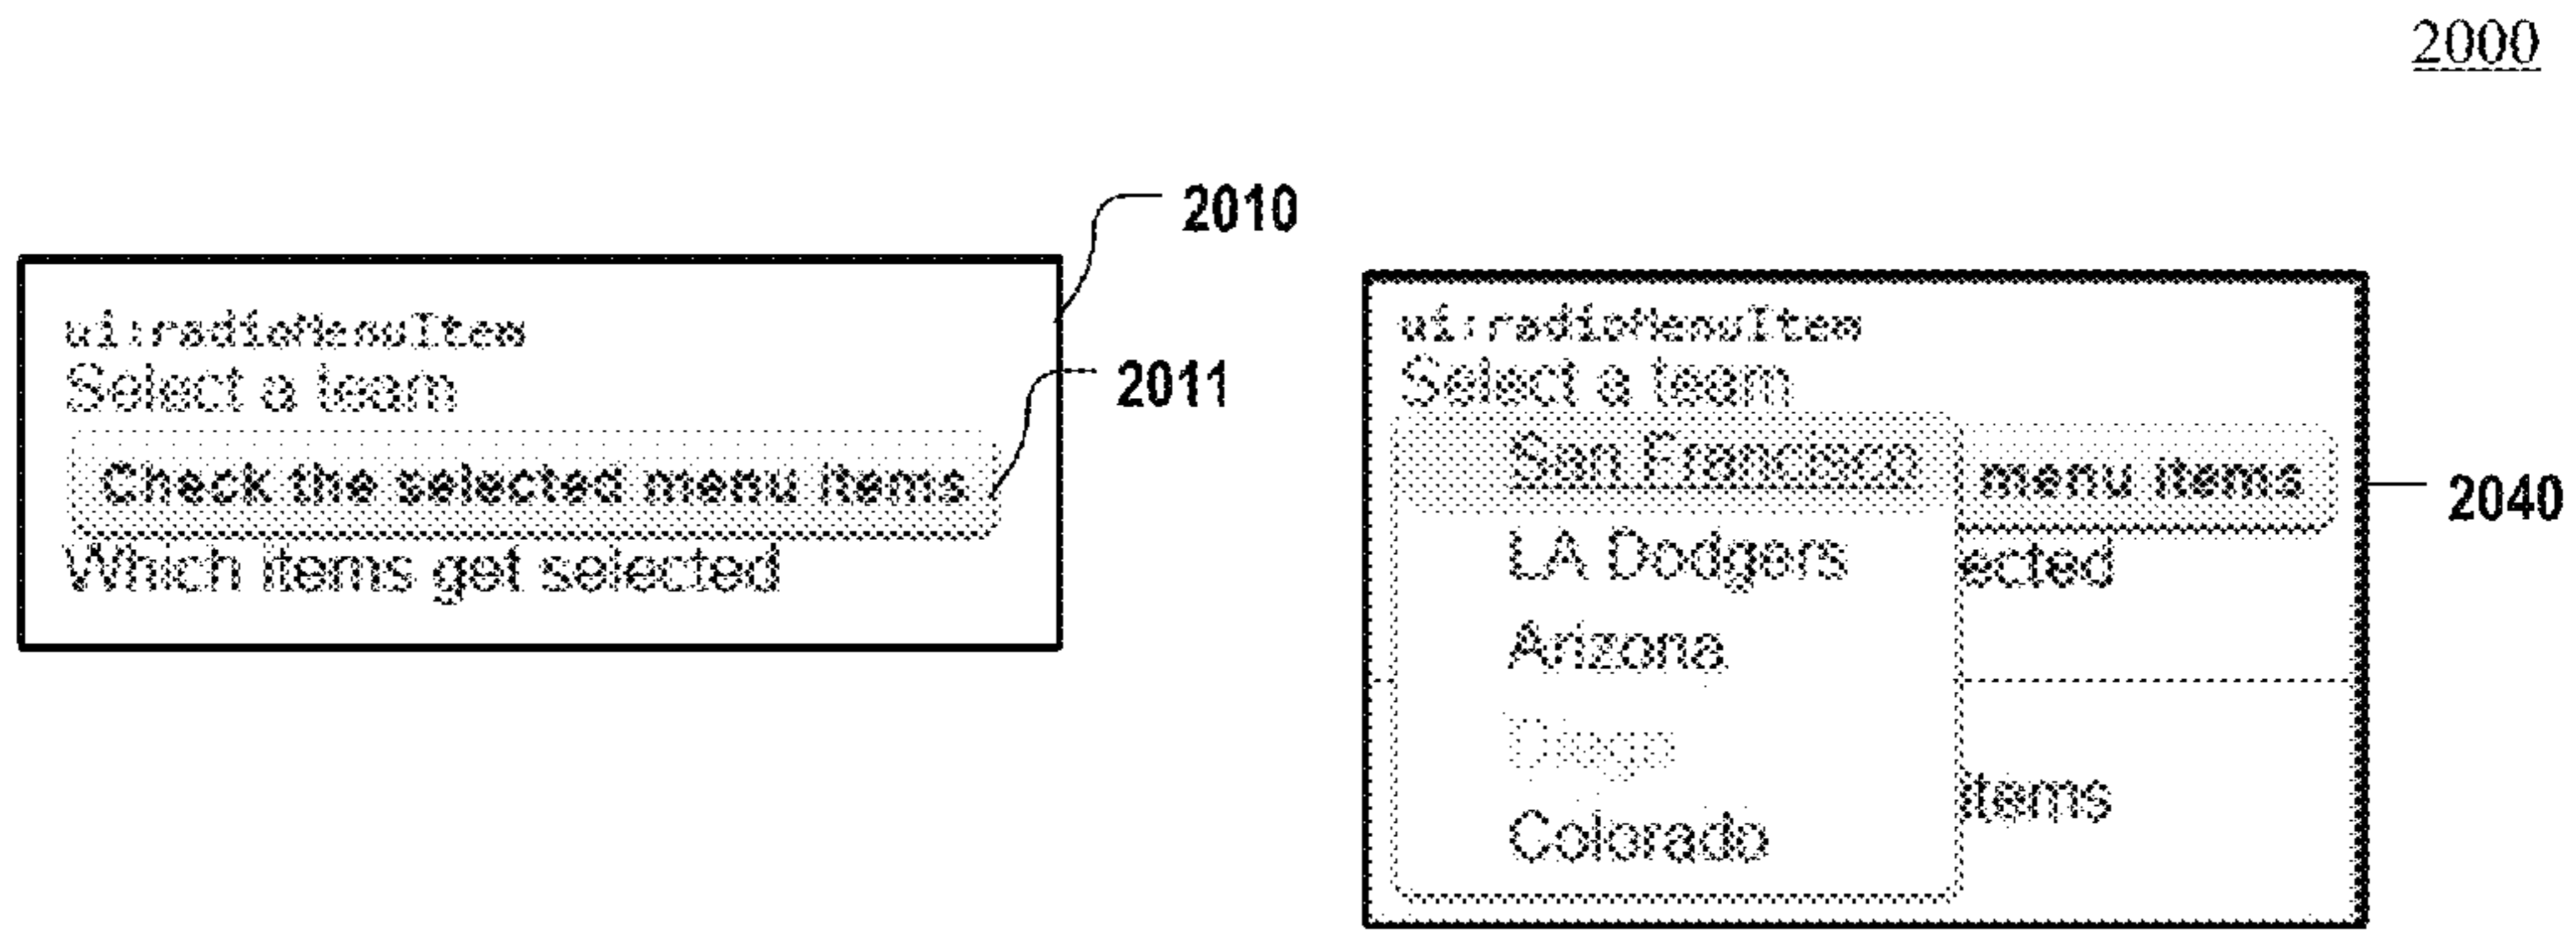 2000
2010
ui:radioMenuItem
Select a team
2011
Check the selected menu items
Which items get selected
ui:radioMenuItem
Select a team
San Francisco
menu items
2040
LA Dodgers
ected
Arizona
Diego
items
Colorado